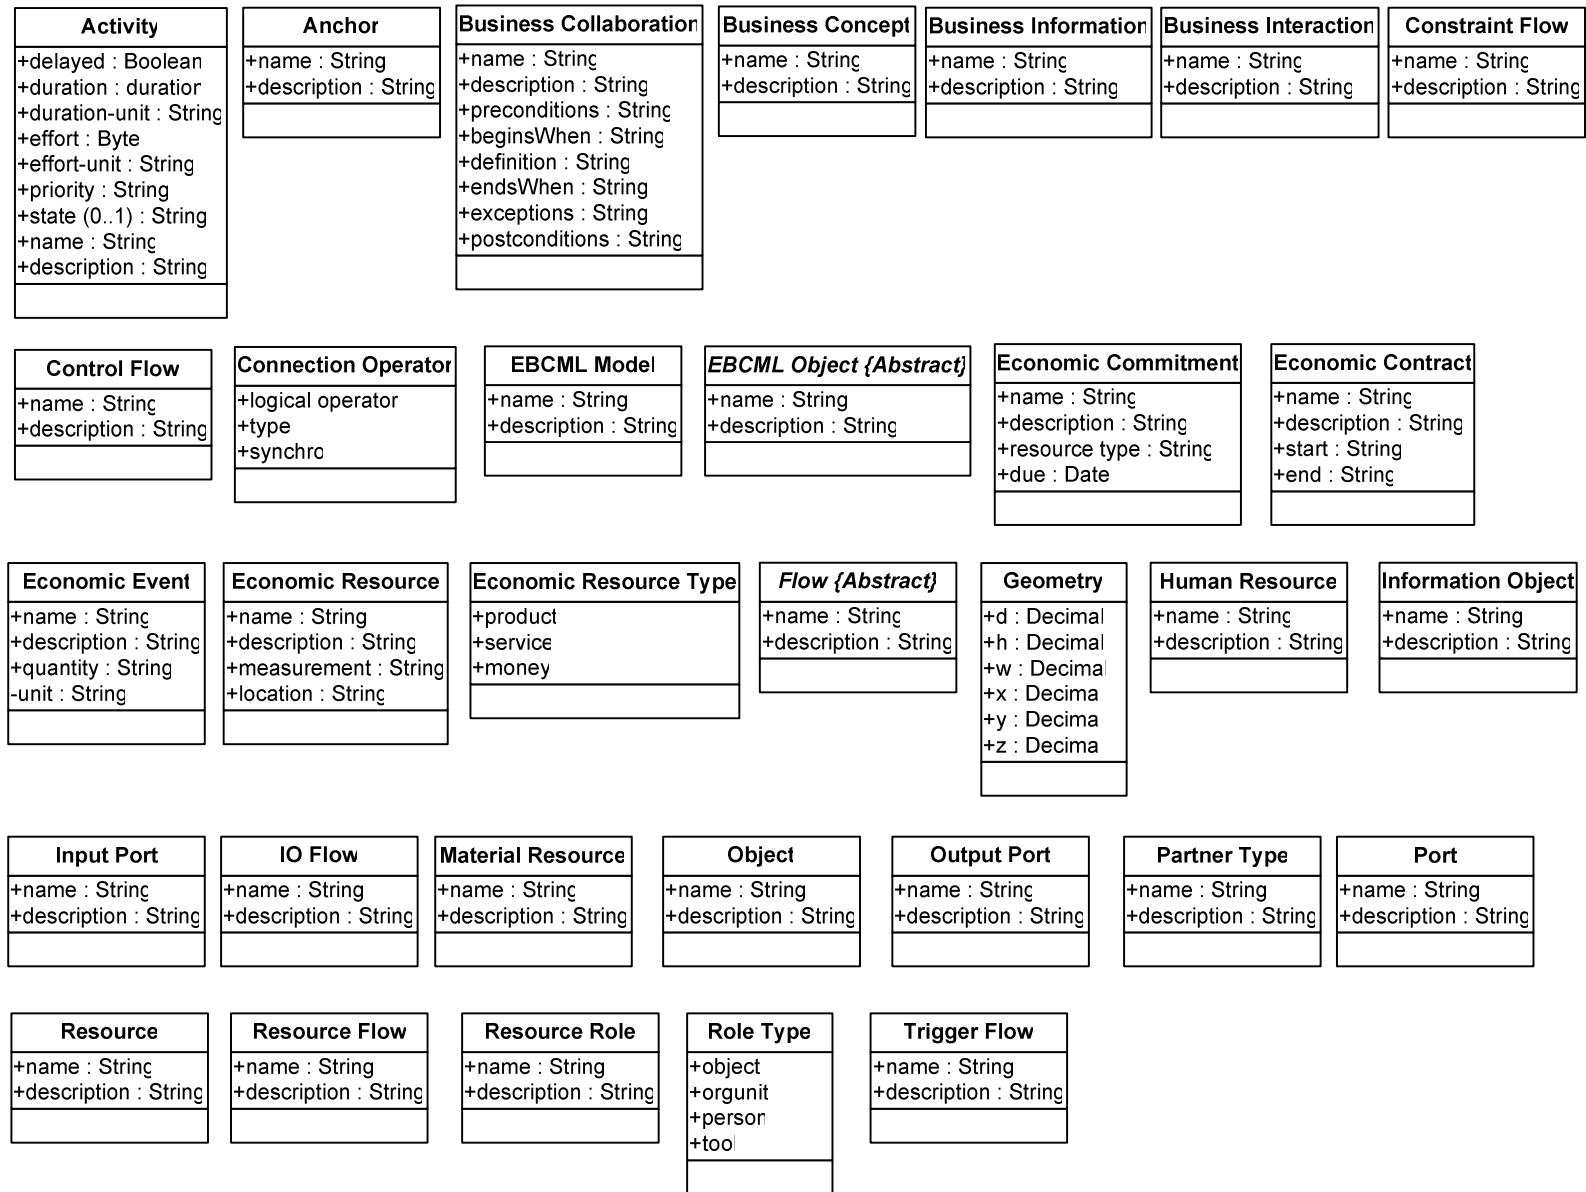 Activity
+delayed : Boolean
+duration : duration
+duration-unit : String
+effort : Byte
+effort-unit : String
+priority : String
+state (0..1) : String
+name : String
+description : String
Anchor
+name : String
+description : String
Business Collaboration
+name : String
+description : String
+preconditions : String
+beginsWhen : String
+definition : String
+endsWhen : String
+exceptions : String
+postconditions : String
Business Concept
+name : String
+description : String
Business Information
+name : String
+description : String
Business Interaction
+name : String
+description : String
Constraint Flow
+name : String
+description : String
Control Flow
+name : String
+description : String
Connection Operator
+logical operator
+type
+synchro
EBCML Model
+name : String
+description : String
EBCML Object {Abstract}
+name : String
+description : String
Economic Commitment
+name : String
+description : String
+resource type : String
+due : Date
Economic Contract
+name : String
+description : String
+start : String
+end : String
Economic Event
+name : String
+description : String
+quantity : String
-unit : String
Economic Resource
+name : String
+description : String
+measurement : String
+location : String
Economic Resource Type
+product
+service
+money
Flow {Abstract}
+name : String
+description : String
Geometry
+d : Decimal
+h : Decimal
+w : Decimal
+x : Decima
+y : Decima
+z : Decima
Human Resource
+name : String
+description : String
Information Object
+name : String
+description : String
Input Port
+name : String
+description : String
IO Flow
+name : String
+description : String
Material Resource
+name : String
+description : String
Object
+name : String
+description : String
Output Port
+name : String
+description : String
Partner Type
+name : String
+description : String
Port
+name : String
+description : String
Resource
+name : String
+description : String
Resource Flow
+name : String
+description : String
Resource Role
+name : String
+description : String
Role Type
+object
+orgunit
+person
+tool
Trigger Flow
+name : String
+description : String